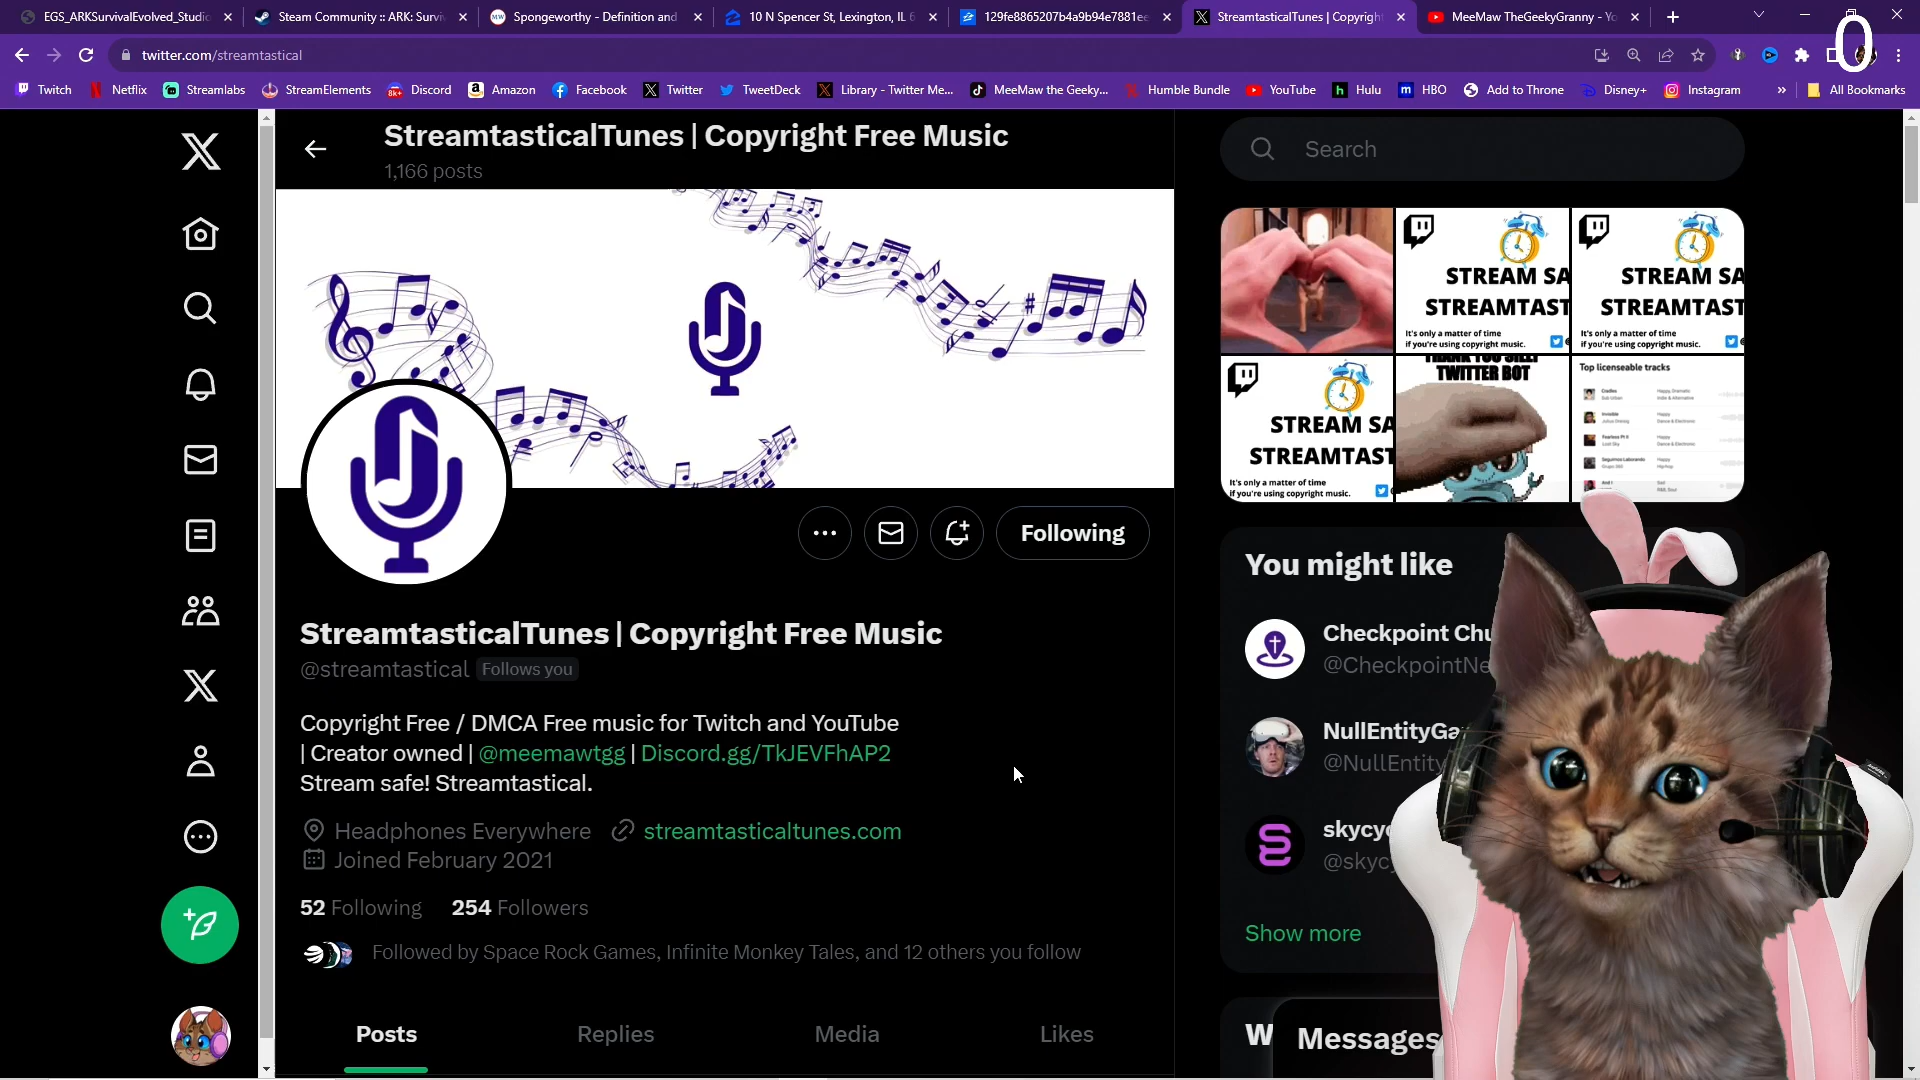 EGS_ARKSurvivalEvolved_Studio
Steam Community :: ARK: Surviv
Spongeworthy - Definition and
10 N Spencer St, Lexington, IL 6
129fe8865207b4a9b94e7881ee
StreamtasticalTunes | Copyright
MeeMaw TheGeekyGranny - Yo
0
twitter.com/streamtastical
Twitch
Netflix
Streamlabs
StreamElements
Discord
Amazon
Facebook
Twitter
TweetDeck
Library - Twitter Me...
MeeMaw the Geeky...
Humble Bundle
YouTube
Hulu
HBO
Add to Throne
Disney+
Instagram
»
All Bookmarks
StreamtasticalTunes | Copyright Free Music
1,166 posts
Search
STREAM SA
STREAMTAST
It's only a matter of time
if you're using copyright music.
STREAM SA
STREAMTAST
It's only a matter of time
if you're using copyright music.
STREAM SA
STREAMTAST
It's only a matter of time
if you're using copyright music.
THANK YOU SILLY
TWITTER BOT
Top licenseable tracks
Following
StreamtasticalTunes | Copyright Free Music
@streamtastical Follows you
Copyright Free / DMCA Free music for Twitch and YouTube
| Creator owned | @meemawtgg | Discord.gg/TkJEVFhAP2
Stream safe! Streamtastical.
Headphones Everywhere streamtasticaltunes.com
Joined February 2021
52 Following 254 Followers
Followed by Space Rock Games, Infinite Monkey Tales, and 12 others you follow
Posts
Replies
Media
Likes
You might like
Checkpoint Chu
@CheckpointNe
NullEntityGa
@NullEntity
skycy
@skyc
Show more
W
Messages